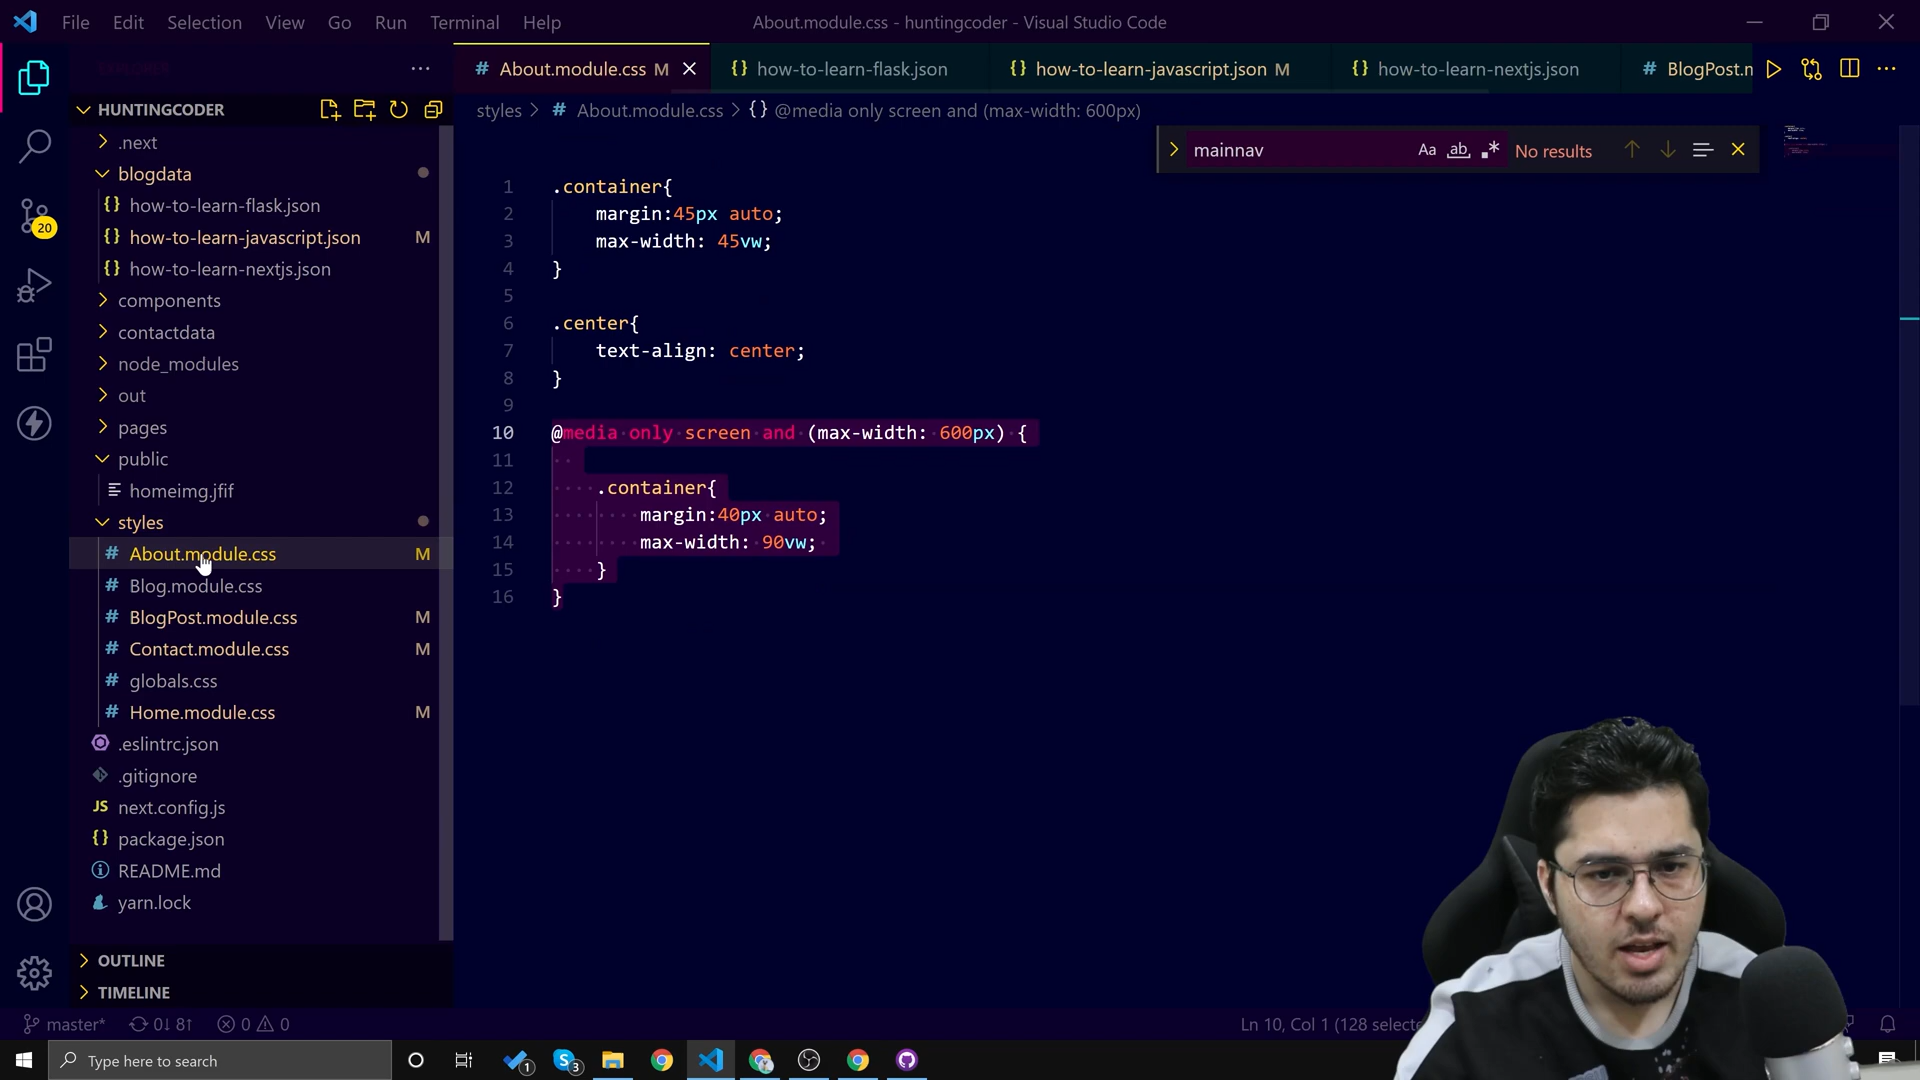 File Edit Selection View Go Run Terminal Help
About.module.css - huntingcoder - Visual Studio Code
About.module.css M
how-to-learn-flask.json
how-to-learn-javascript.json M
how-to-learn-nextjs.json
BlogPost.m
HUNTINGCODER
styles > # About.module.css > {} @media only screen and (max-width: 600px)
mainnav
Aa ab No results
.next
blogdata
how-to-learn-flask.json
how-to-learn-javascript.json M
how-to-learn-nextjs.json
components
contactdata
node_modules
out
pages
public
homeimg.jfif
styles
About.module.css M
Blog.module.css
BlogPost.module.css M
Contact.module.css M
globals.css
Home.module.css M
.eslintrc.json
.gitignore
JS next.config.js
package.json
README.md
yarn.lock
OUTLINE
TIMELINE
20
1 .container{
2 margin:45px auto;
3 max-width: 45vw;
4 }
5
6 .center{
7 text-align: center;
8 }
9
10 @media only screen and (max-width: 600px) {
11
12 .container{
13 margin:40px auto;
14 max-width: 90vw;
15 }
16 }
master* 0↓ 8↑ 0 0
Ln 10, Col 1 (128 selecte
Type here to search
1
3